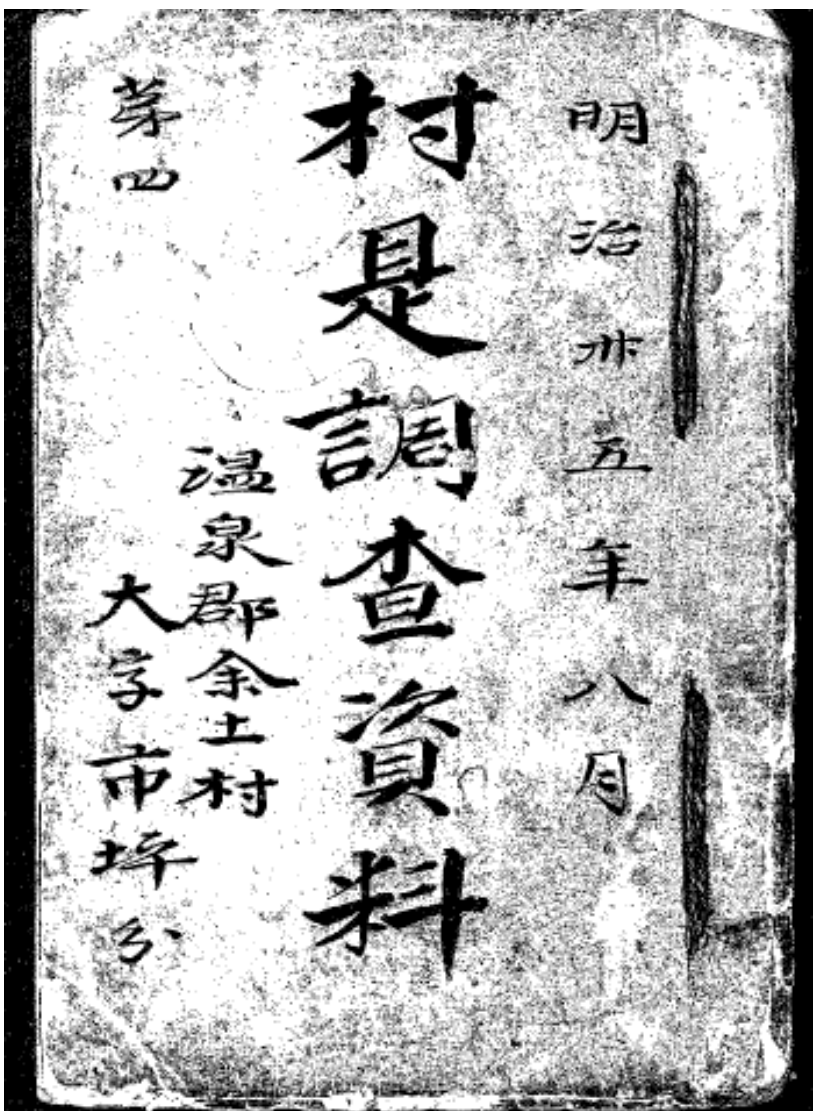 明治卅五年八月
村是調査資料
温泉郡余土村
大字市坪分
第四